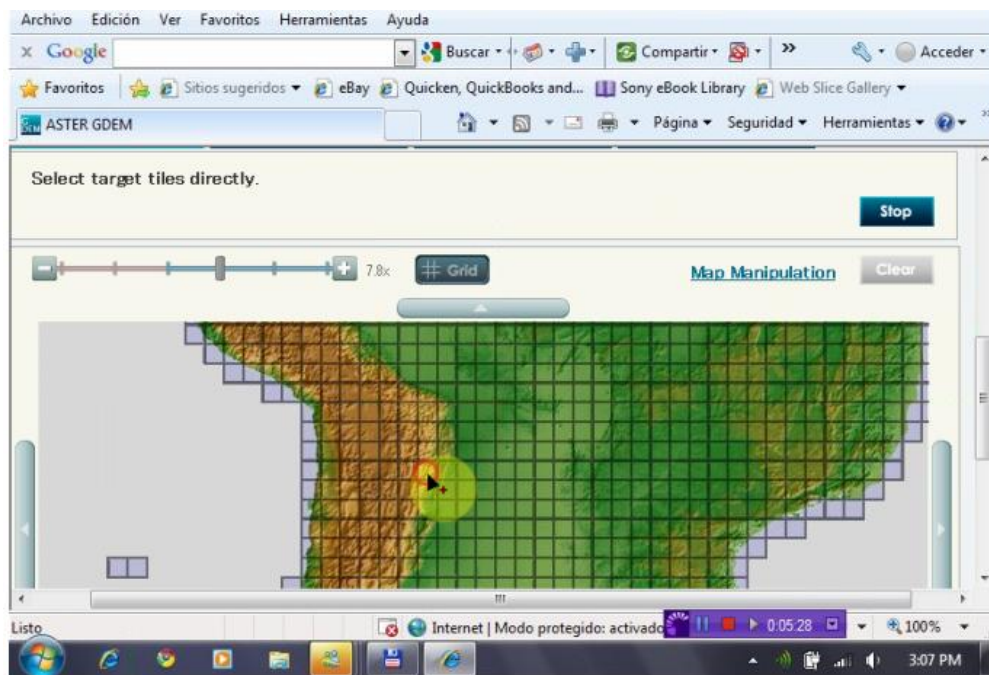 Archivo Edición Ver Favoritos Herramientas Ayuda
x Google Buscar Compartir » Acceder
Favoritos Sitios sugeridos eBay Quicken, QuickBooks and... Sony eBook Library Web Slice Gallery
ASTER GDEM Página Seguridad Herramientas »
Select target tiles directly.
Stop
7.8x Grid Map Manipulation Clear
Listo Internet | Modo protegido: activado 0:05:28 100%
3:07 PM